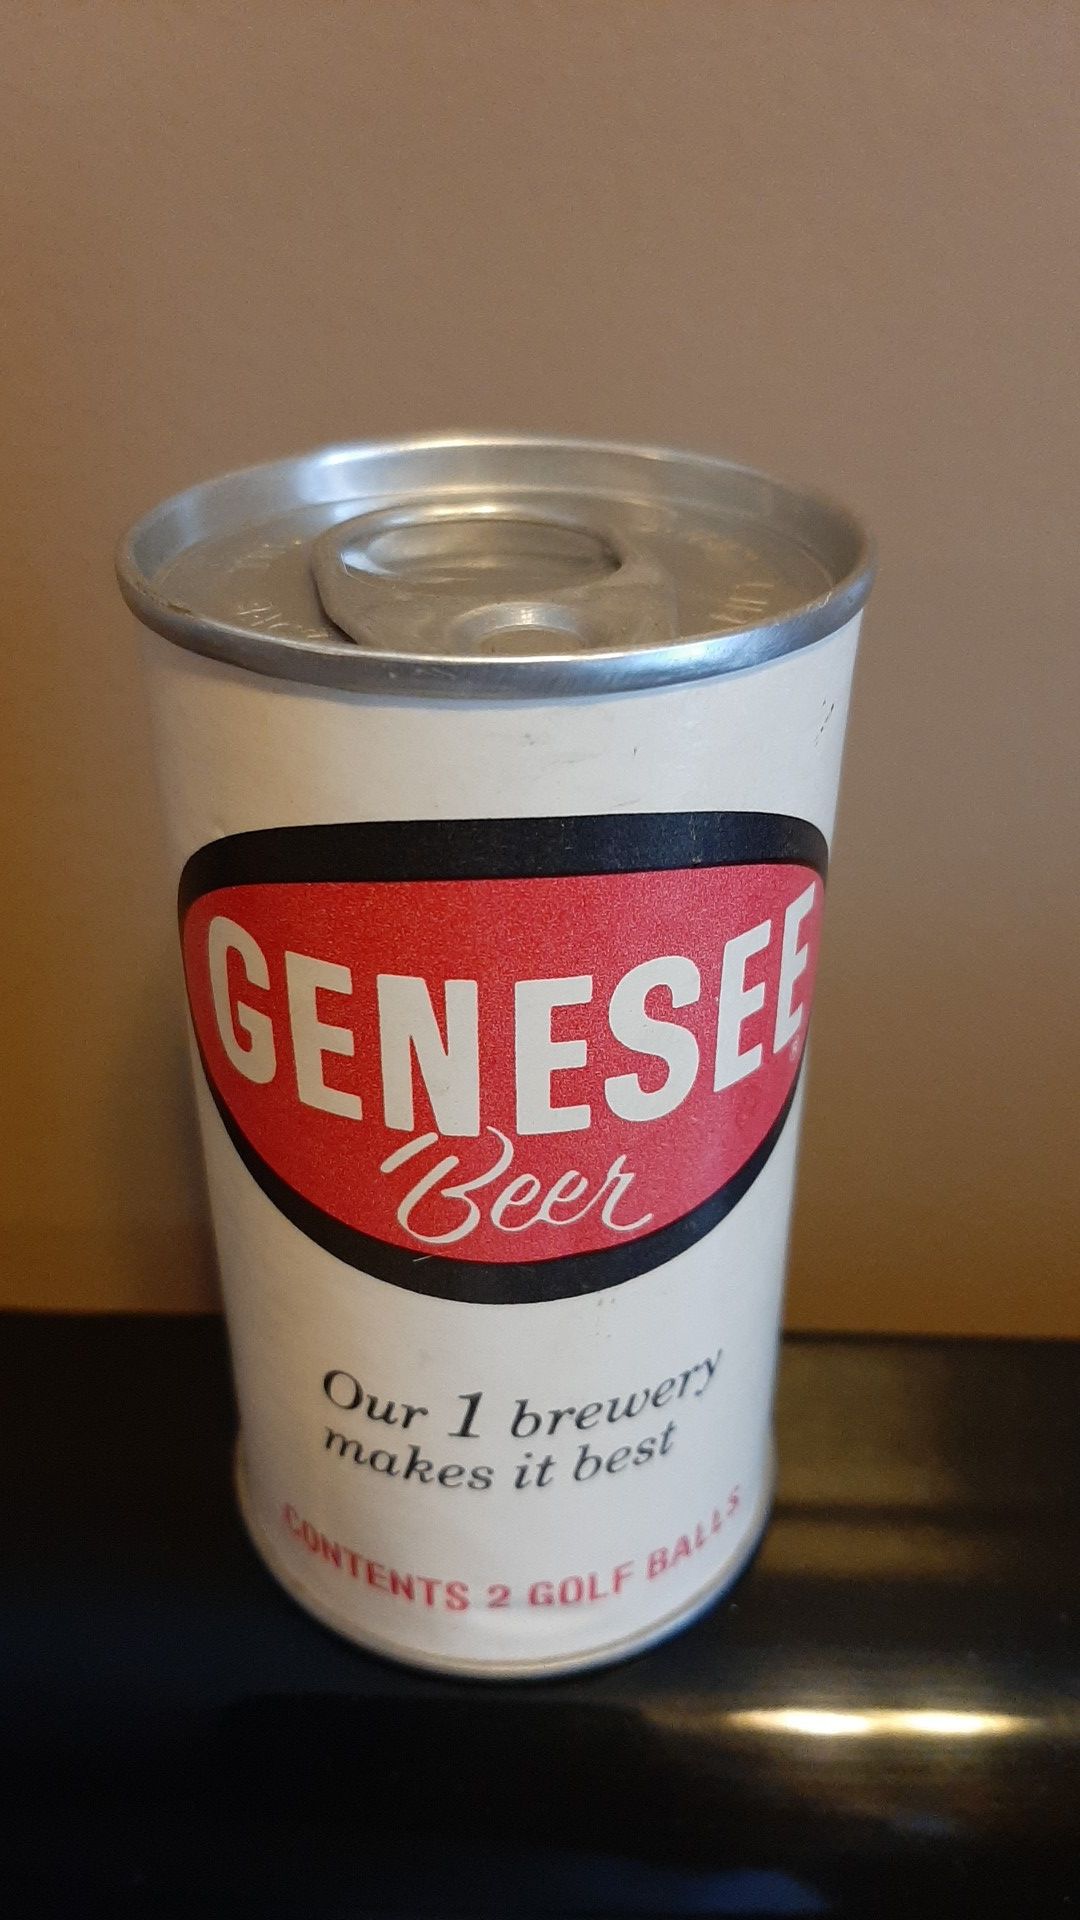 GENESEE
®
Beer
Our 1 brewery
makes it best
CONTENTS 2 GOLF BALLS